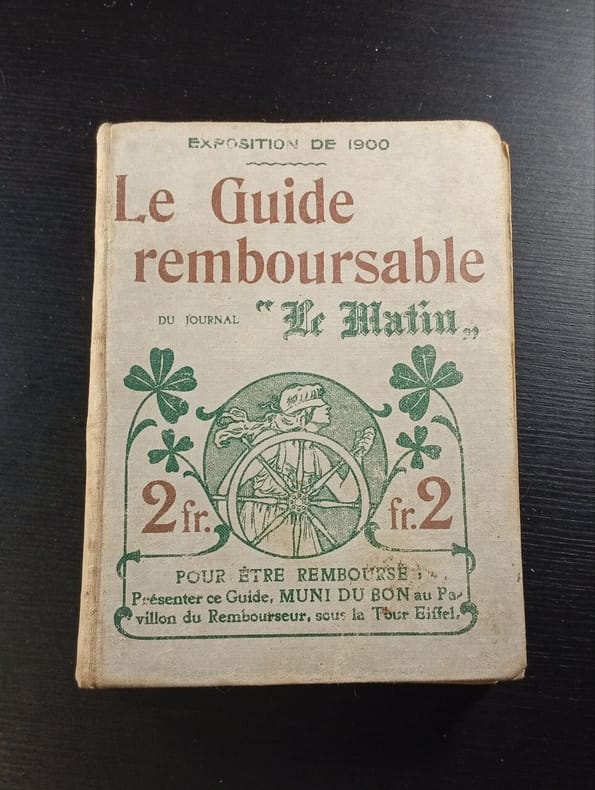 EXPOSITION DE 1900
Le Guide
remboursable
DU JOURNAL "Le Matin„
2 fr. fr. 2
POUR ÊTRE REMBOURSÉ :
Présenter ce Guide, MUNI DU BON au Pa-
villon du Rembourseur, sous la Tour Eiffel.